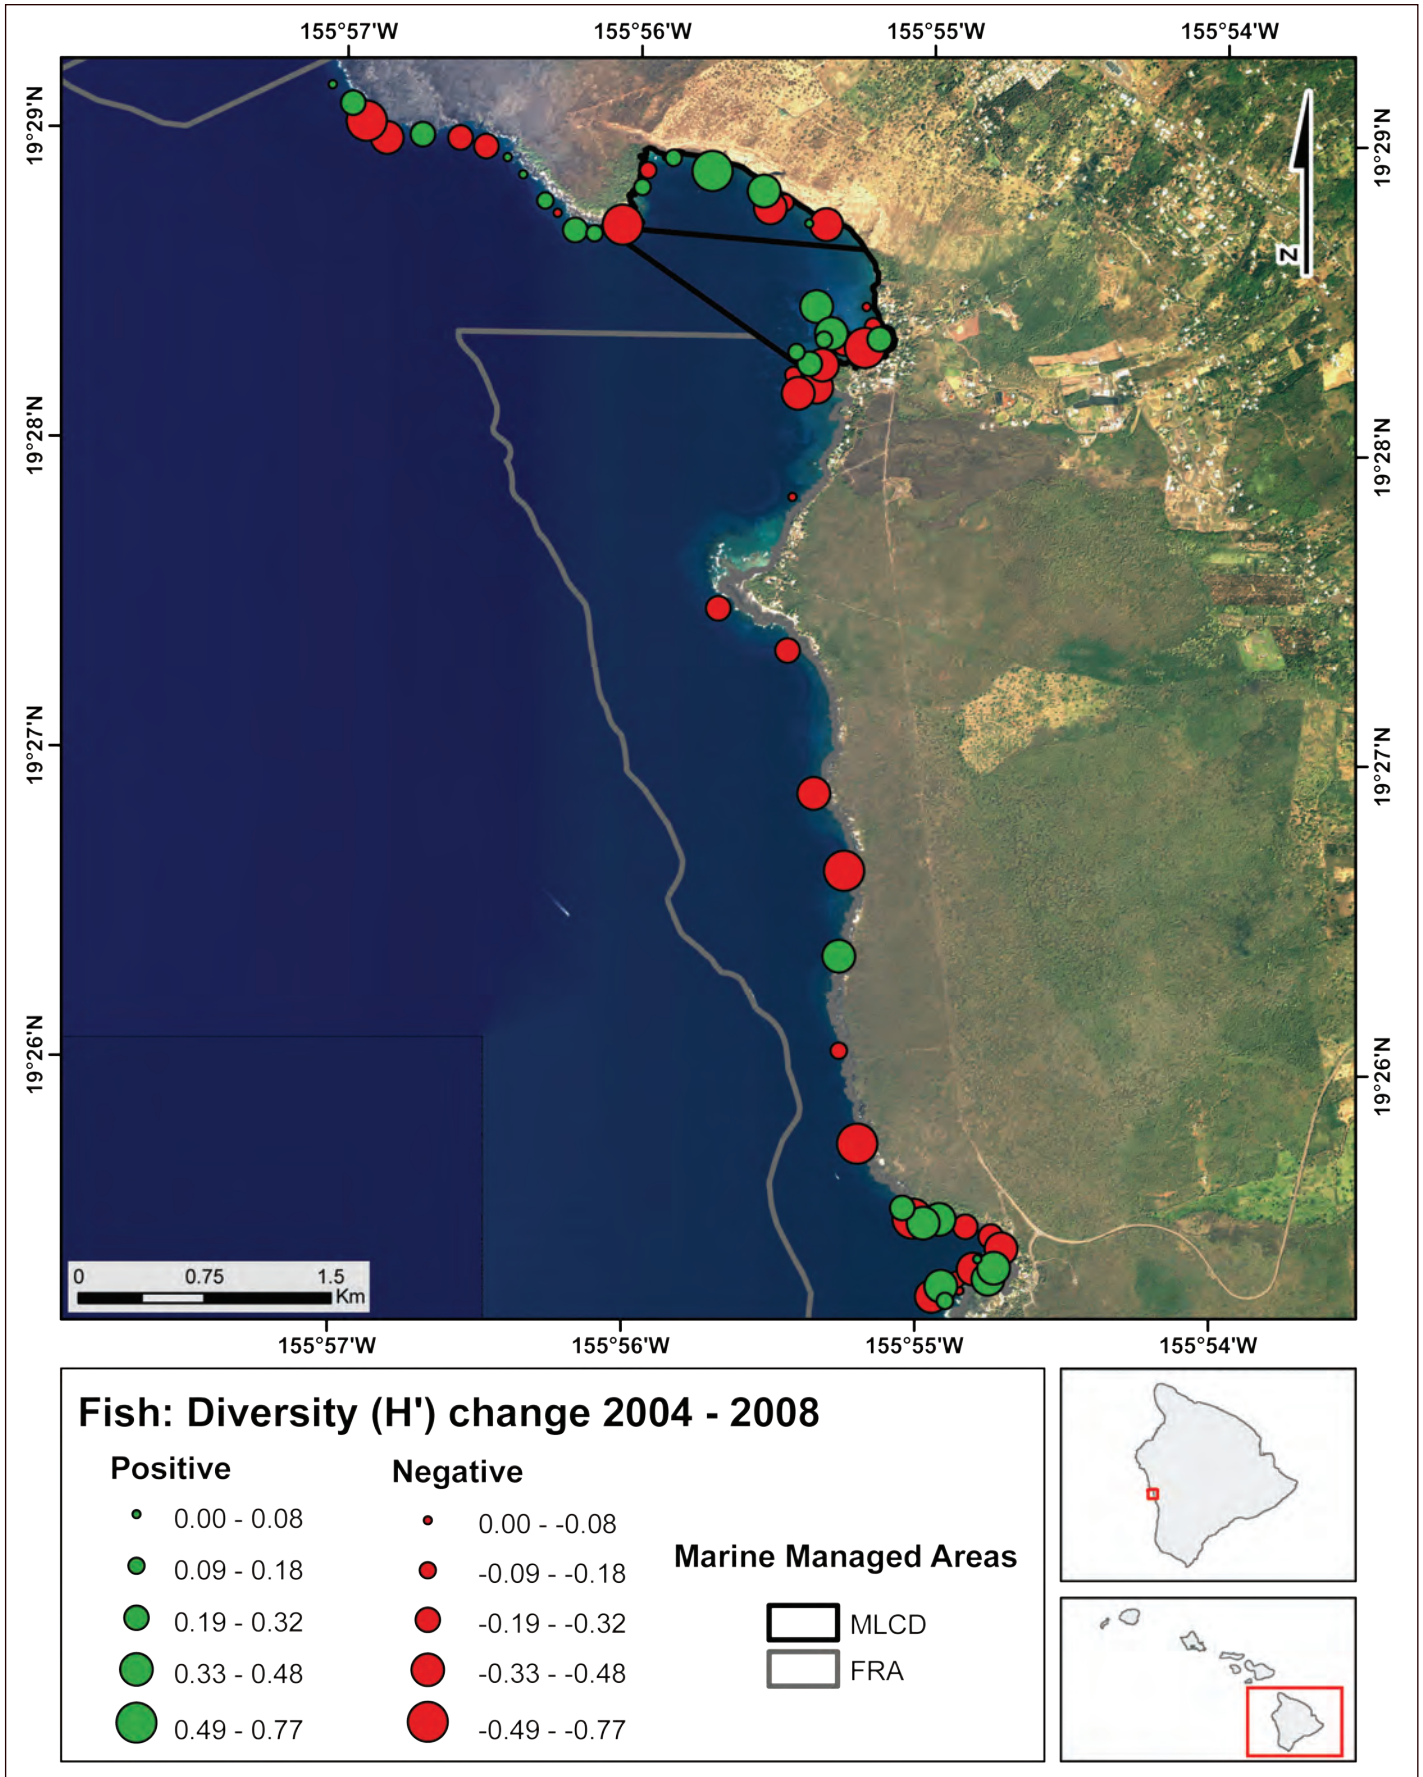 155°57'W 155°56'W 155°55'W 155°54'W
19°29'N
19°28'N
19°27'N
19°26'N
19°29'N
19°28'N
19°27'N
19°26'N
N
0 0.75 1.5
Km
155°57'W 155°56'W 155°55'W 155°54'W
Fish: Diversity (H') change 2004 - 2008
Positive
0.00 - 0.08
0.09 - 0.18
0.19 - 0.32
0.33 - 0.48
0.49 - 0.77
Negative
0.00 - -0.08
-0.09 - -0.18
-0.19 - -0.32
-0.33 - -0.48
-0.49 - -0.77
Marine Managed Areas
MLCD
FRA